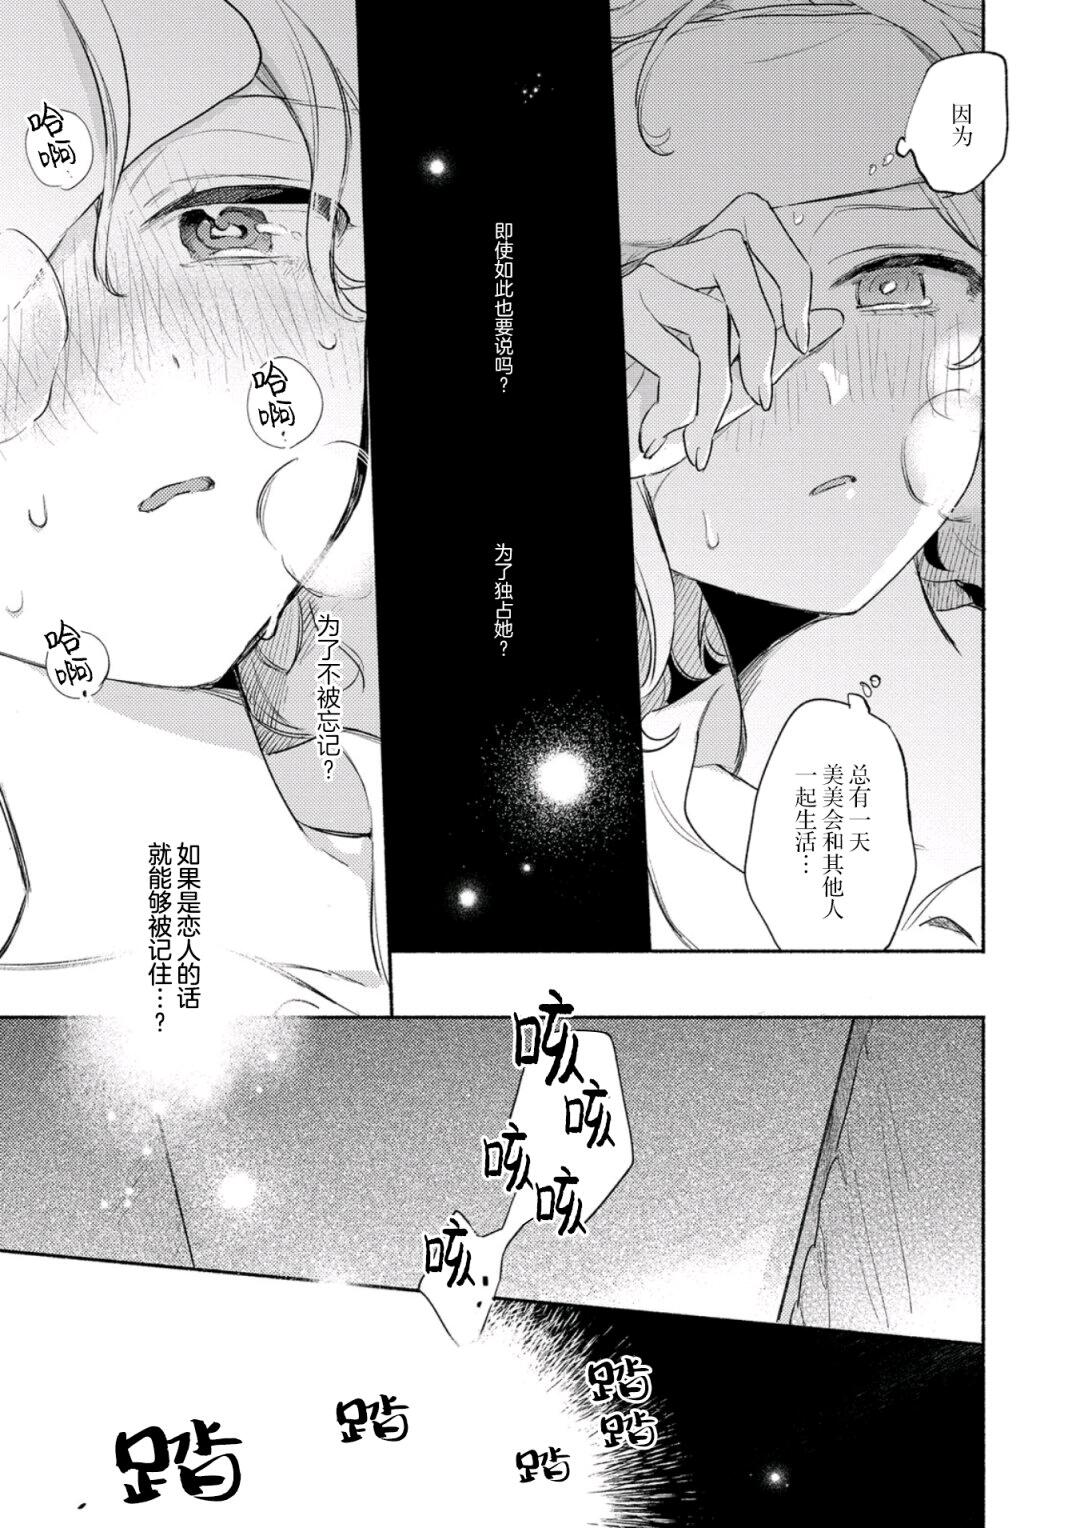 因为
总有一天
美美会和其他人
一起生活…
即使如此也要说吗？
为了独占她？
哈啊
哈啊.
哈啊.
为了不被忘记？
如果是恋人的话
就能够被记住…？
咳
咳
咳
咳
咳.
踏
踏
踏
踏
踏